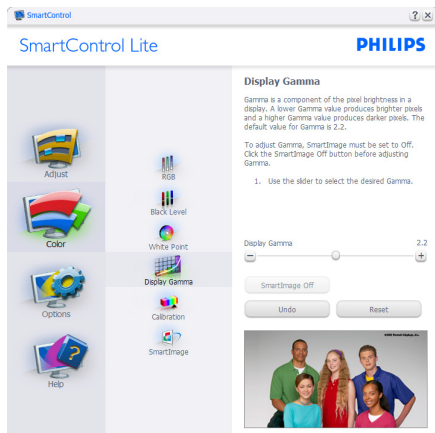 SmartControl
? ×
SmartControl Lite
PHILIPS
Adjust
Color
Options
Help
RGB
Black Level
White Point
Display Gamma
Calibration
SmartImage
Display Gamma
Gamma is a component of the pixel brightness in a
display. A lower Gamma value produces brighter pixels
and a higher Gamma value produces darker pixels. The
default value for Gamma is 2.2.
To adjust Gamma, SmartImage must be set to Off.
Click the SmartImage Off button before adjusting
Gamma.
1. Use the slider to select the desired Gamma.
Display Gamma 2.2
SmartImage Off
Undo Reset